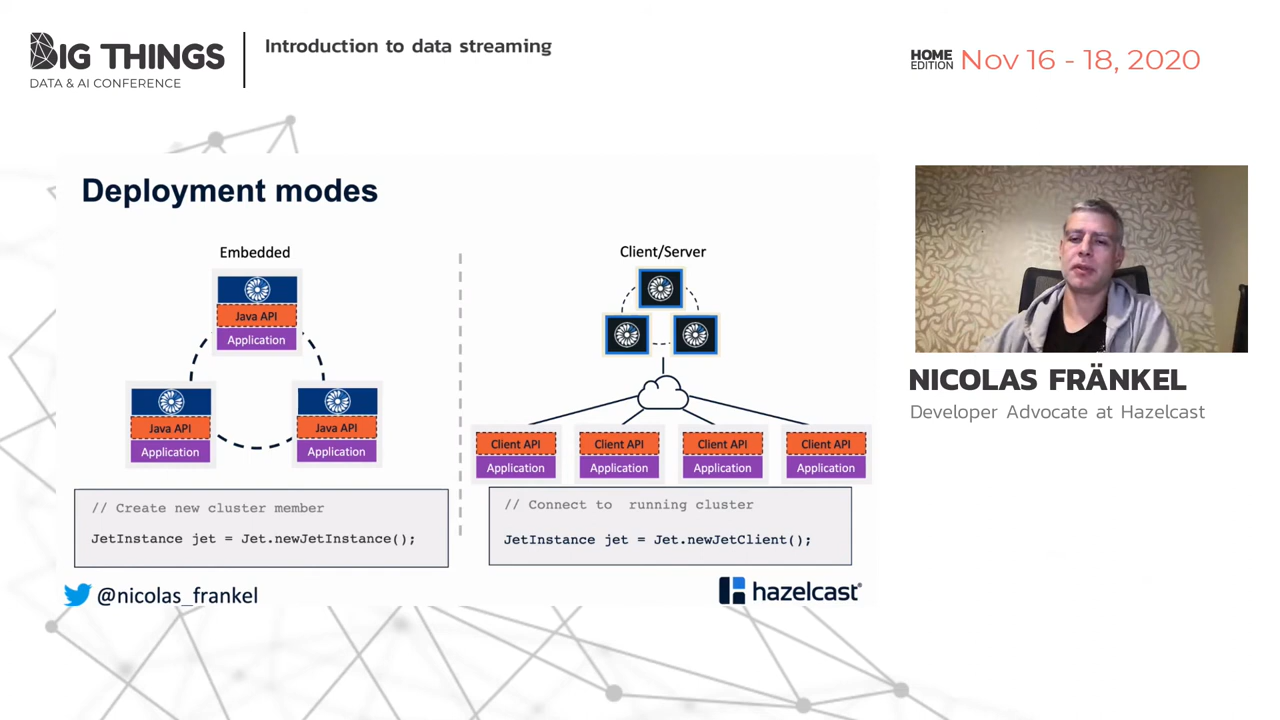 BIG THINGS
DATA & AI CONFERENCE
Introduction to data streaming
HOME
EDITION
Nov 16 - 18, 2020
Deployment modes
Embedded
Java API
Application
Java API
Application
Java API
Application
// Create new cluster member
JetInstance jet = Jet.newJetInstance();
Client/Server
Client API
Application
Client API
Application
Client API
Application
Client API
Application
// Connect to running cluster
JetInstance jet = Jet.newJetClient();
@nicolas_frankel
hazelcast®
NICOLAS FRÄNKEL
Developer Advocate at Hazelcast